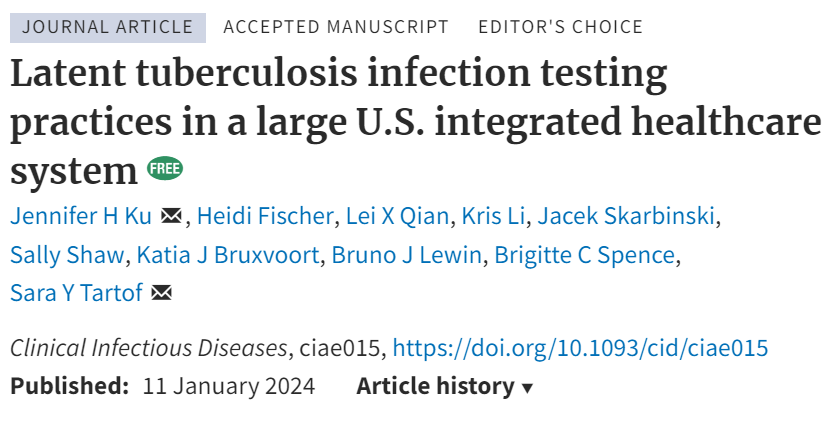 JOURNAL ARTICLE ACCEPTED MANUSCRIPT EDITOR'S CHOICE
Latent tuberculosis infection testing
practices in a large U.S. integrated healthcare
system FREE
Jennifer H Ku, Heidi Fischer, Lei X Qian, Kris Li, Jacek Skarbinski,
Sally Shaw, Katia J Bruxvoort, Bruno J Lewin, Brigitte C Spence,
Sara Y Tartof
Clinical Infectious Diseases, ciae015, https://doi.org/10.1093/cid/ciae015
Published: 11 January 2024 Article history ▼